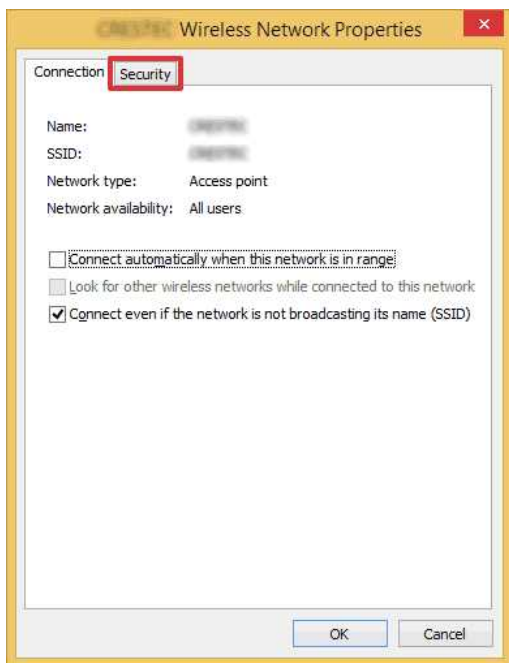 Wireless Network Properties
Connection Security
Name:
SSID:
Network type: Access point
Network availability: All users
Connect automatically when this network is in range
Look for other wireless networks while connected to this network
Connect even if the network is not broadcasting its name (SSID)
OK Cancel